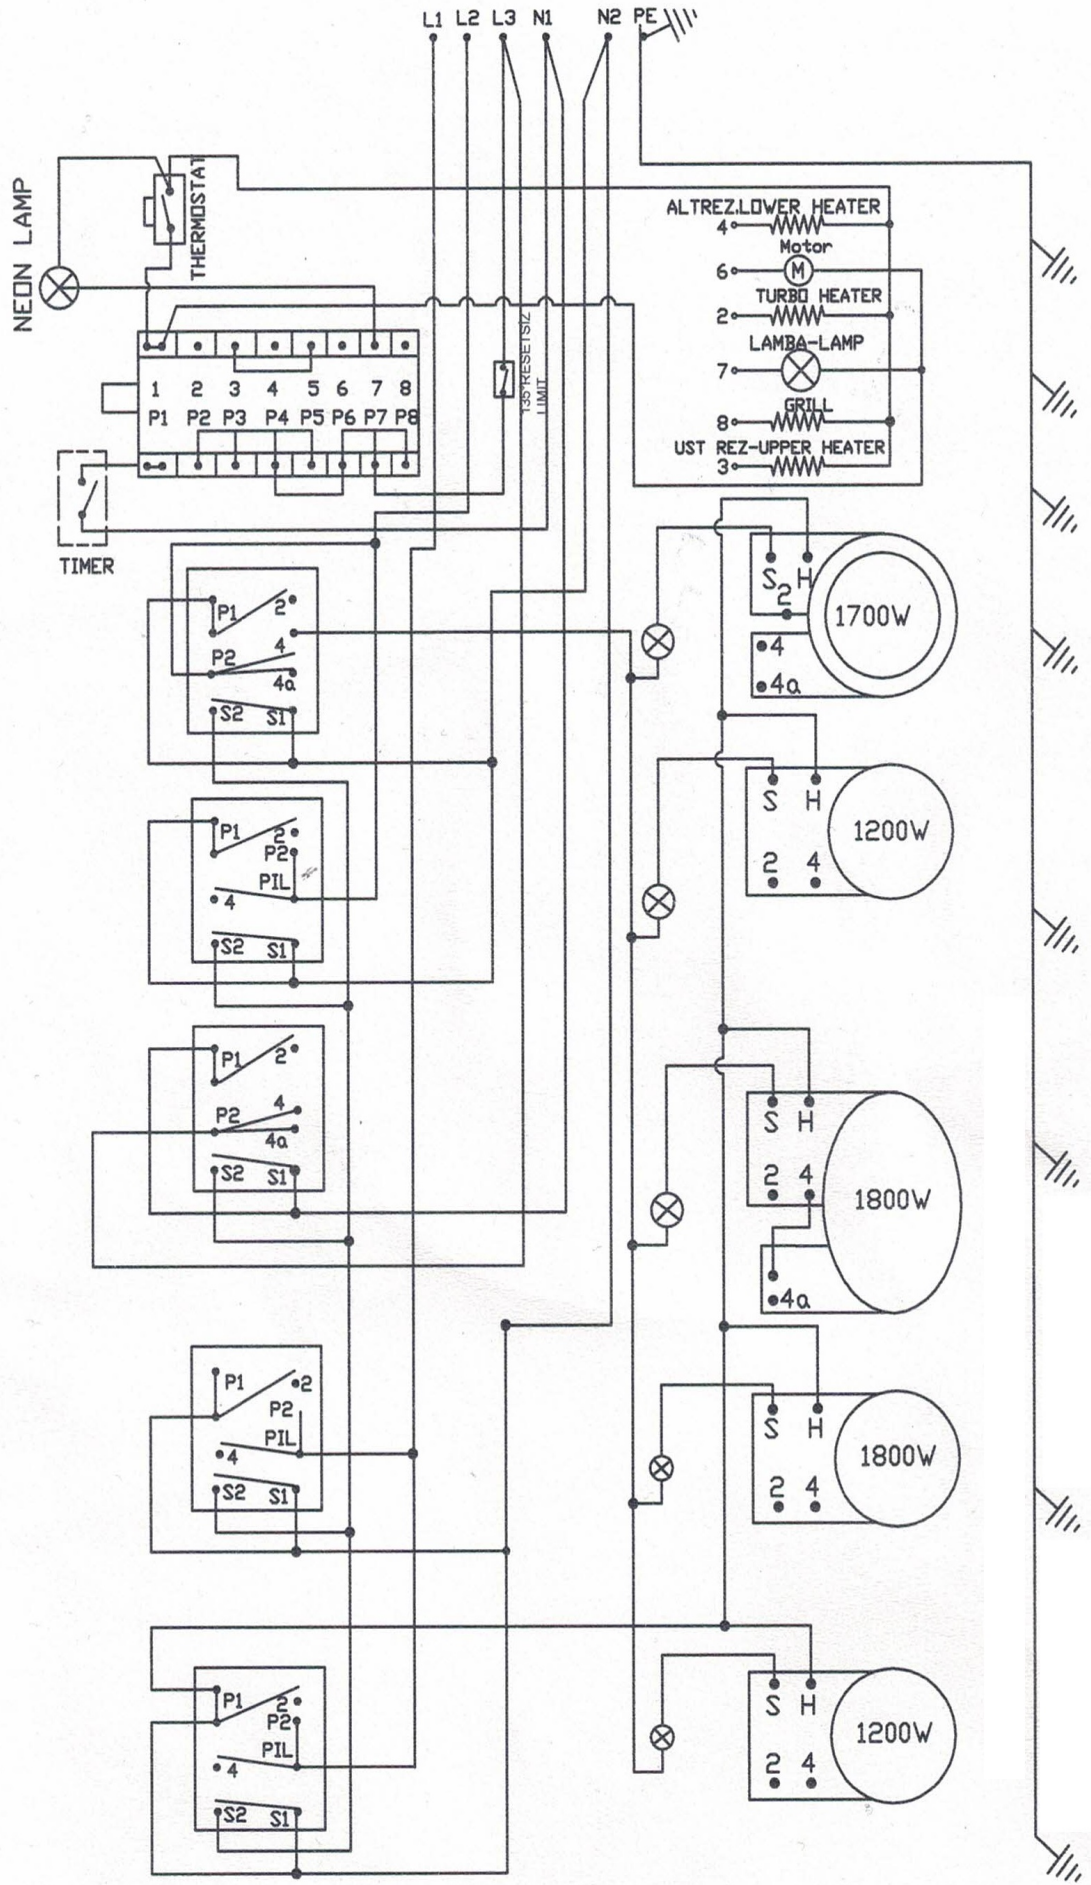 L1 L2 L3 N1 N2 PE
NEON LAMP
THERMOSTAT
ALTREZ.LOWER HEATER
4
Motor
6 M
TURBO HEATER
2
LAMBA-LAMP
7
GRILL
8
UST REZ-UPPER HEATER
3
135°RESETSIZ
LIMIT
1 2 3 4 5 6 7 8
P1 P2 P3 P4 P5 P6 P7 P8
TIMER
P1 2
4
P2
4a
S2 S1
S H
2
1700W
4
4a
P1 2
P2
PIL
4
S2 S1
S H
1200W
2 4
P1 2
4
P2
4a
S2 S1
S H
2 4
1800W
4a
P1 2
P2
PIL
4
S2 S1
S H
1800W
2 4
P1 2
P2
PIL
4
S2 S1
S H
1200W
2 4